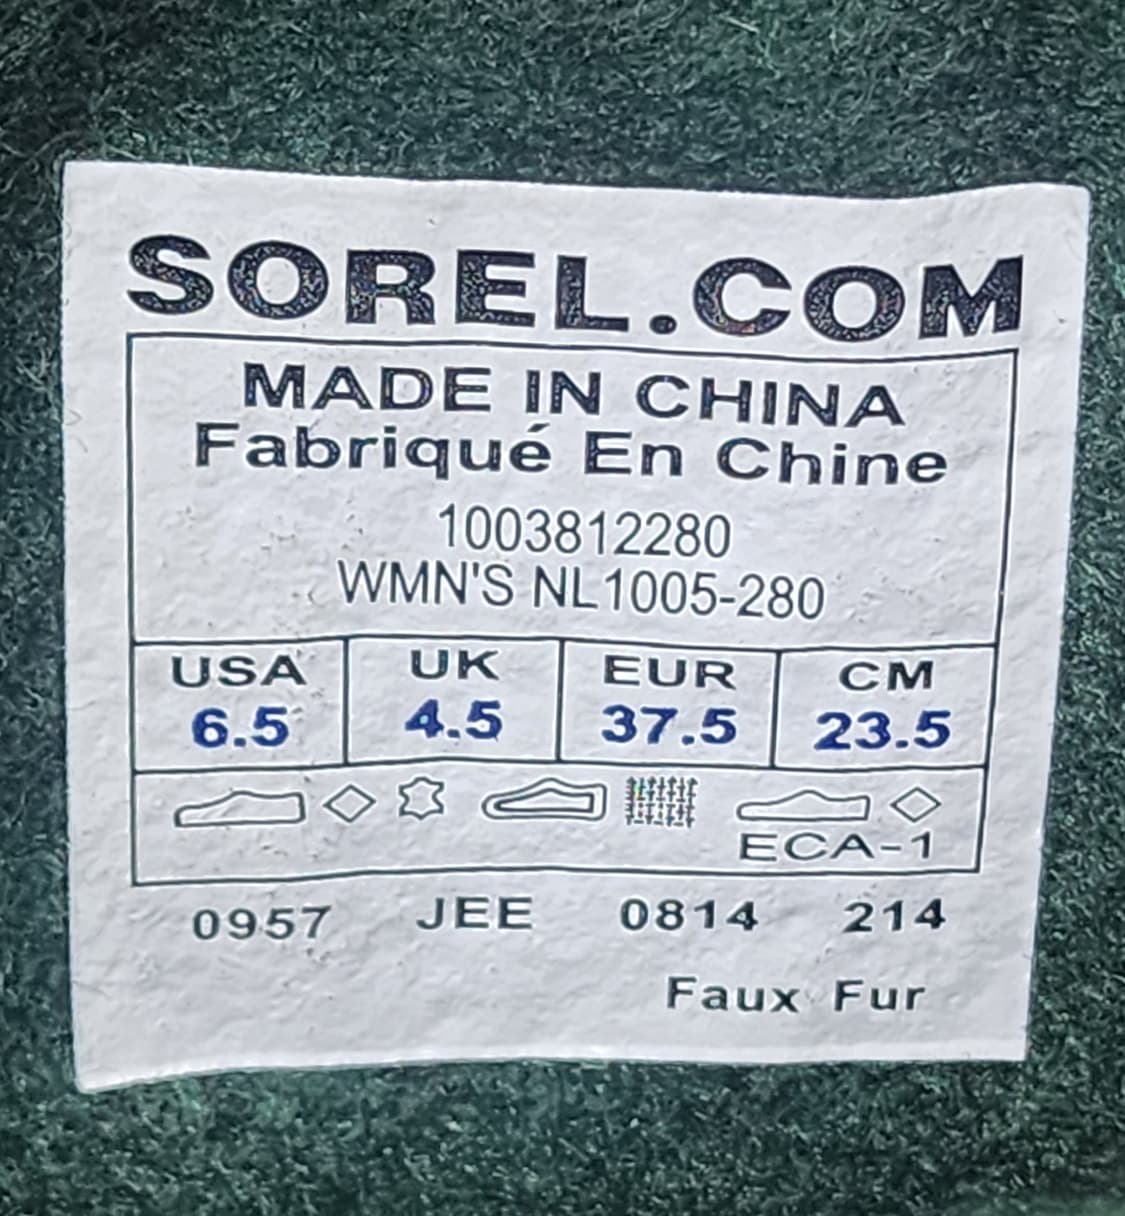 SOREL.COM
MADE IN CHINA
Fabriqué En Chine
1003812280
WMN'S NL1005-280
USA UK EUR CM
6.5 4.5 37.5 23.5
ECA-1
0957 JEE 0814 214
Faux Fur